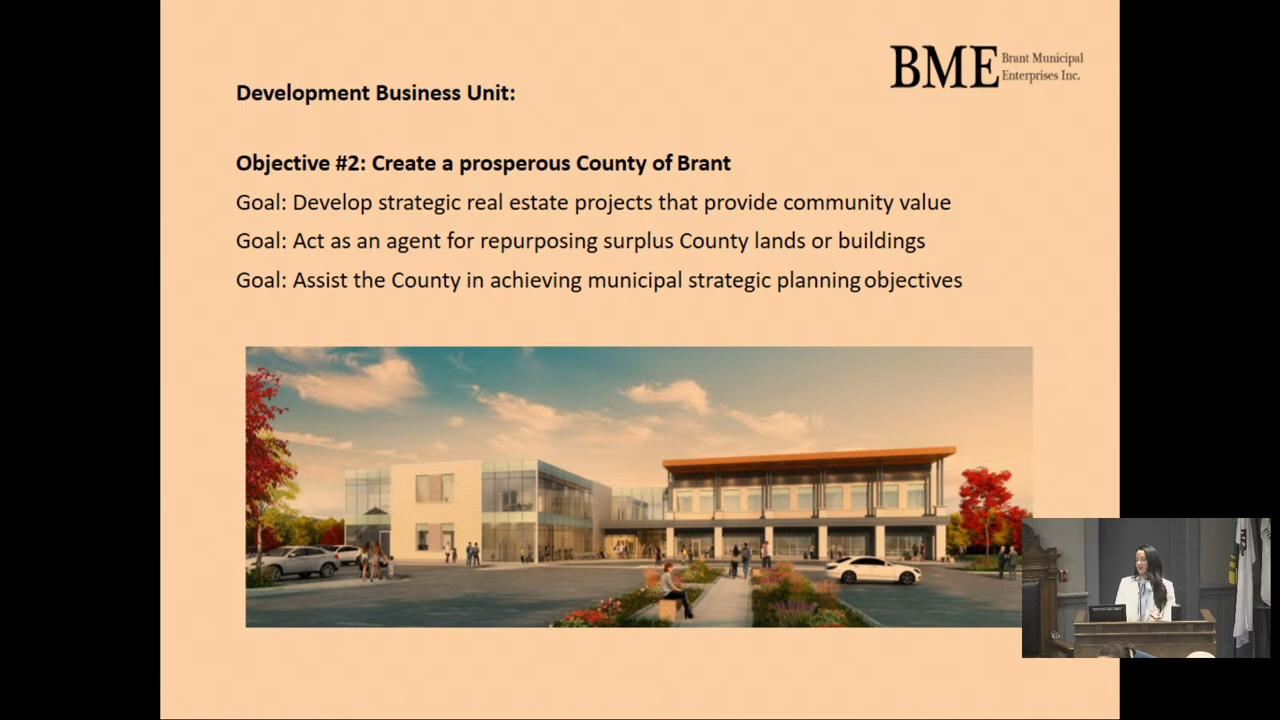 BME Brant Municipal
Enterprises Inc.
Development Business Unit:
Objective #2: Create a prosperous County of Brant
Goal: Develop strategic real estate projects that provide community value
Goal: Act as an agent for repurposing surplus County lands or buildings
Goal: Assist the County in achieving municipal strategic planning objectives